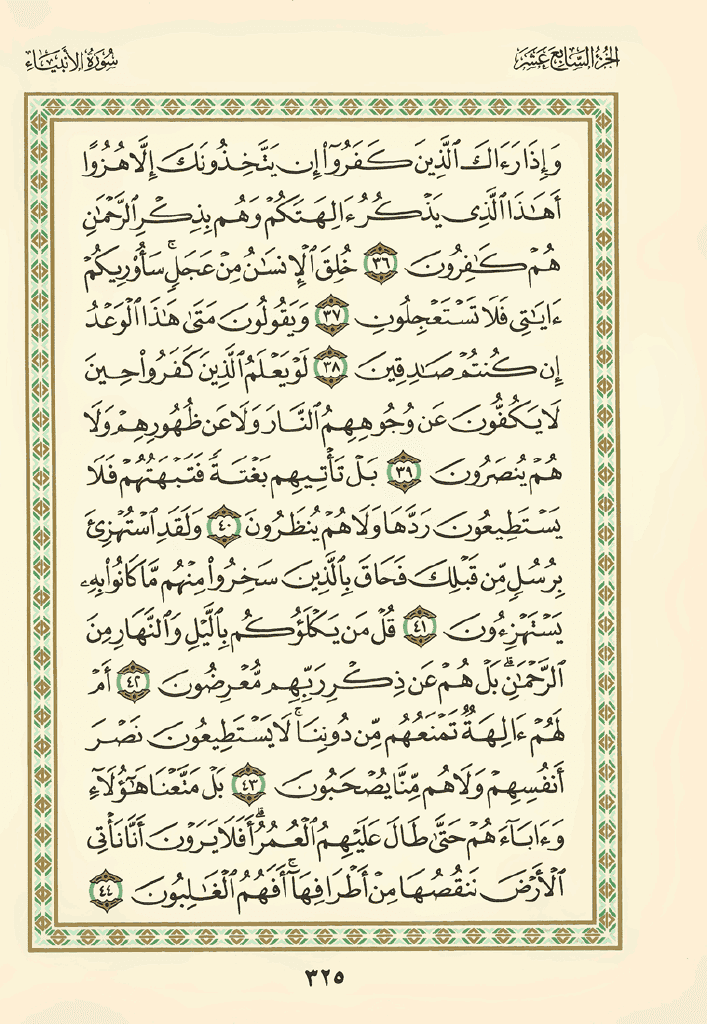 الجزء السابع عشر
سورة الأنبياء
وَإِذَا رَءَاكَ ٱلَّذِينَ كَفَرُوٓا۟ إِن يَتَّخِذُونَكَ إِلَّا هُزُوًا
أَهَٰذَا ٱلَّذِى يَذْكُرُ ءَالِهَتَكُمْ وَهُم بِذِكْرِ ٱلرَّحْمَٰنِ
هُمْ كَٰفِرُونَ ٣٦ خُلِقَ ٱلْإِنسَٰنُ مِنْ عَجَلٍ ۚ سَأُو۟رِيكُمْ
ءَايَٰتِى فَلَا تَسْتَعْجِلُونِ ٣٧ وَيَقُولُونَ مَتَىٰ هَٰذَا ٱلْوَعْدُ
إِن كُنتُمْ صَٰدِقِينَ ٣٨ لَوْ يَعْلَمُ ٱلَّذِينَ كَفَرُوا۟ حِينَ
لَا يَكُفُّونَ عَن وُجُوهِهِمُ ٱلنَّارَ وَلَا عَن ظُهُورِهِمْ وَلَا
هُمْ يُنصَرُونَ ٣٩ بَلْ تَأْتِيهِم بَغْتَةً فَتَبْهَتُهُمْ فَلَا
يَسْتَطِيعُونَ رَدَّهَا وَلَا هُمْ يُنظَرُونَ ٤٠ وَلَقَدِ ٱسْتُهْزِئَ
بِرُسُلٍ مِّن قَبْلِكَ فَحَاقَ بِٱلَّذِينَ سَخِرُوا۟ مِنْهُم مَّا كَانُوا۟ بِهِۦ
يَسْتَهْزِءُونَ ٤١ قُلْ مَن يَكْلَؤُكُم بِٱلَّيْلِ وَٱلنَّهَارِ مِنَ
ٱلرَّحْمَٰنِ ۗ بَلْ هُمْ عَن ذِكْرِ رَبِّهِم مُّعْرِضُونَ ٤٢ أَمْ
لَهُمْ ءَالِهَةٌ تَمْنَعُهُم مِّن دُونِنَا ۚ لَا يَسْتَطِيعُونَ نَصْرَ
أَنفُسِهِمْ وَلَا هُم مِّنَّا يُصْحَبُونَ ٤٣ بَلْ مَتَّعْنَا هَٰٓؤُلَآءِ
وَءَابَآءَهُمْ حَتَّىٰ طَالَ عَلَيْهِمُ ٱلْعُمُرُ ۗ أَفَلَا يَرَوْنَ أَنَّا نَأْتِى
ٱلْأَرْضَ نَنقُصُهَا مِنْ أَطْرَافِهَآ ۚ أَفَهُمُ ٱلْغَٰلِبُونَ ٤٤
٣٢٥